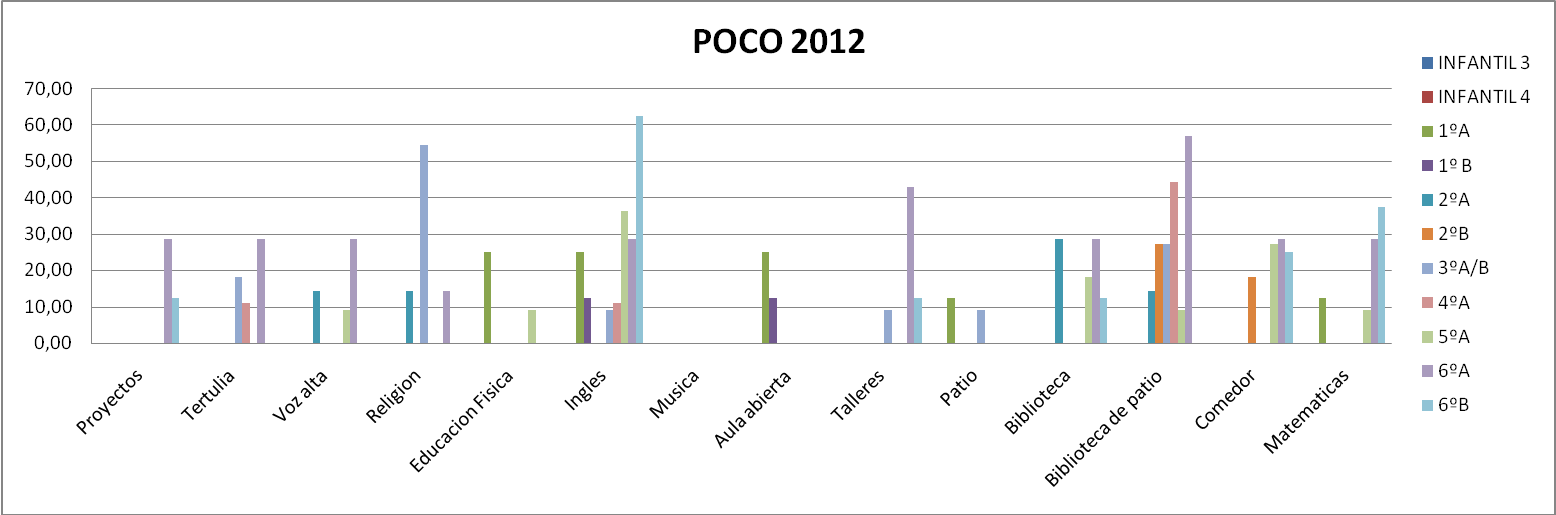 POCO 2012
70,00
60,00
50,00
40,00
30,00
20,00
10,00
0,00
Proyectos
Tertulia
Voz alta
Religion
Educacion Fisica
Ingles
Musica
Aula abierta
Talleres
Patio
Biblioteca
Biblioteca de patio
Comedor
Matematicas
INFANTIL 3
INFANTIL 4
1ºA
1º B
2ºA
2ºB
3ºA/B
4ºA
5ºA
6ºA
6ºB